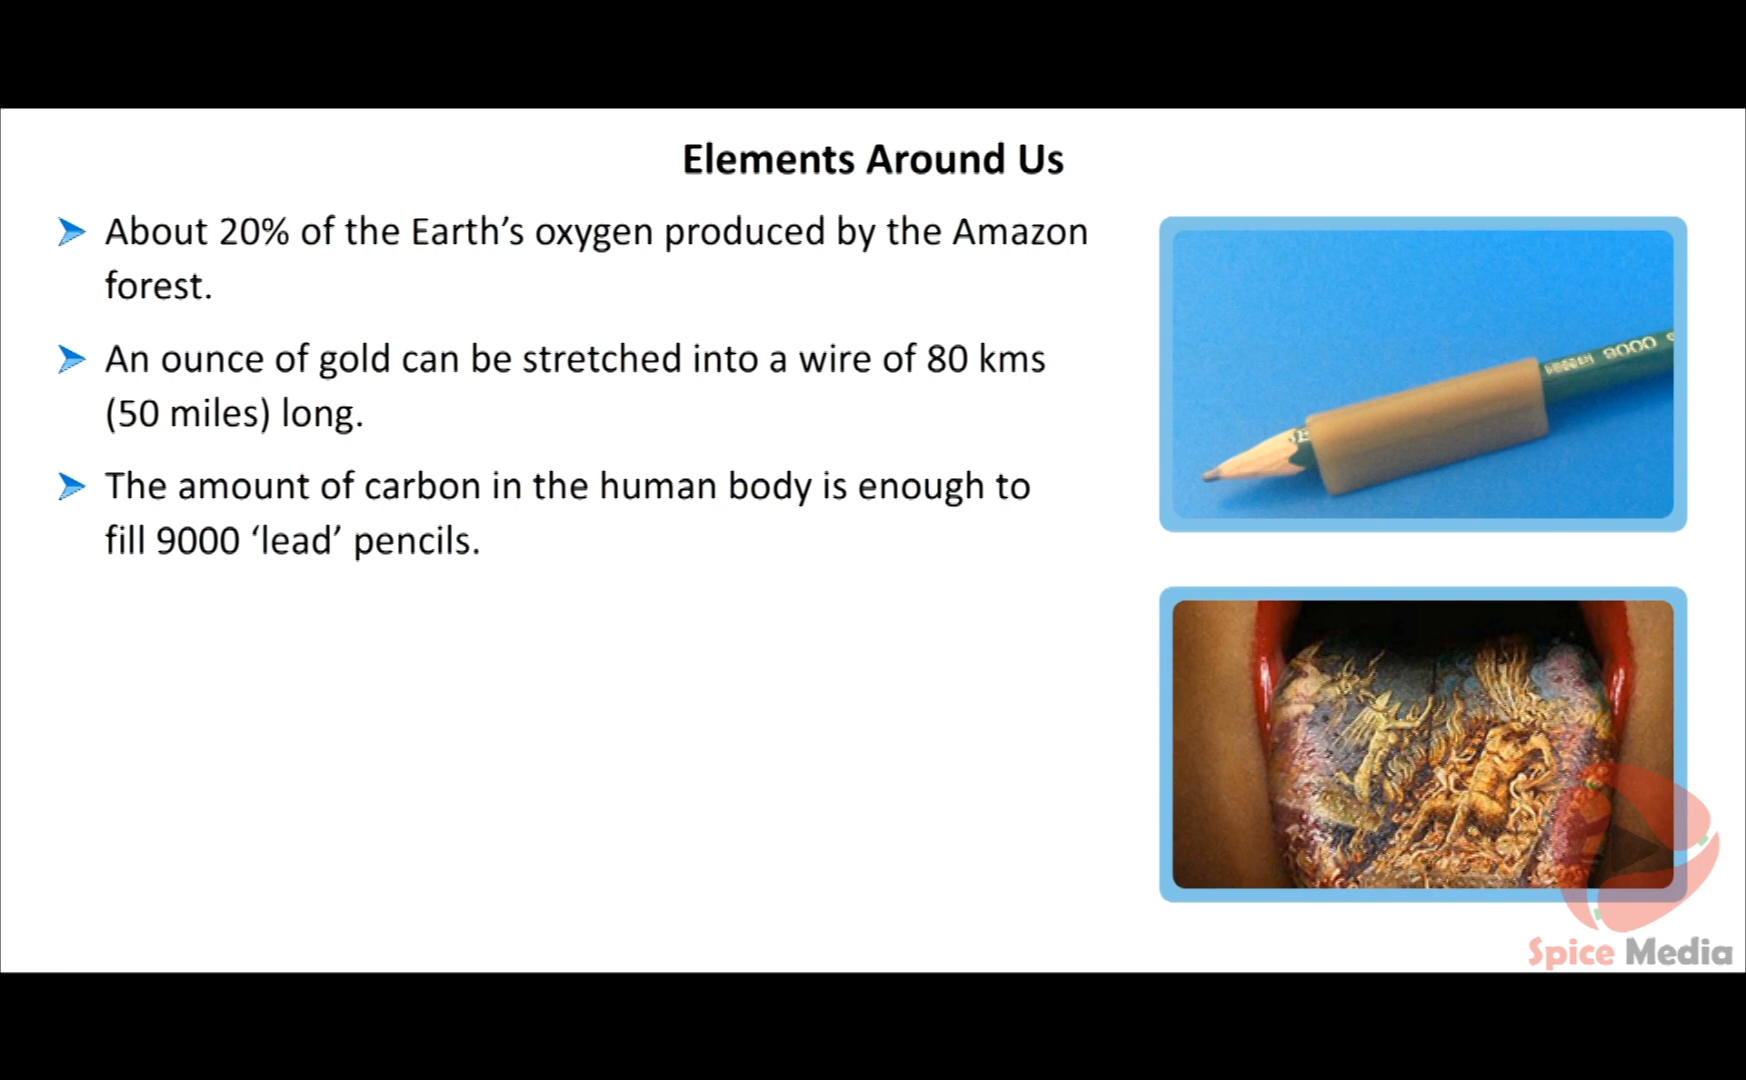 Elements Around Us
About 20% of the Earth’s oxygen produced by the Amazon
forest.
An ounce of gold can be stretched into a wire of 80 kms
(50 miles) long.
The amount of carbon in the human body is enough to
fill 9000 ‘lead’ pencils.
9000
Spice Media